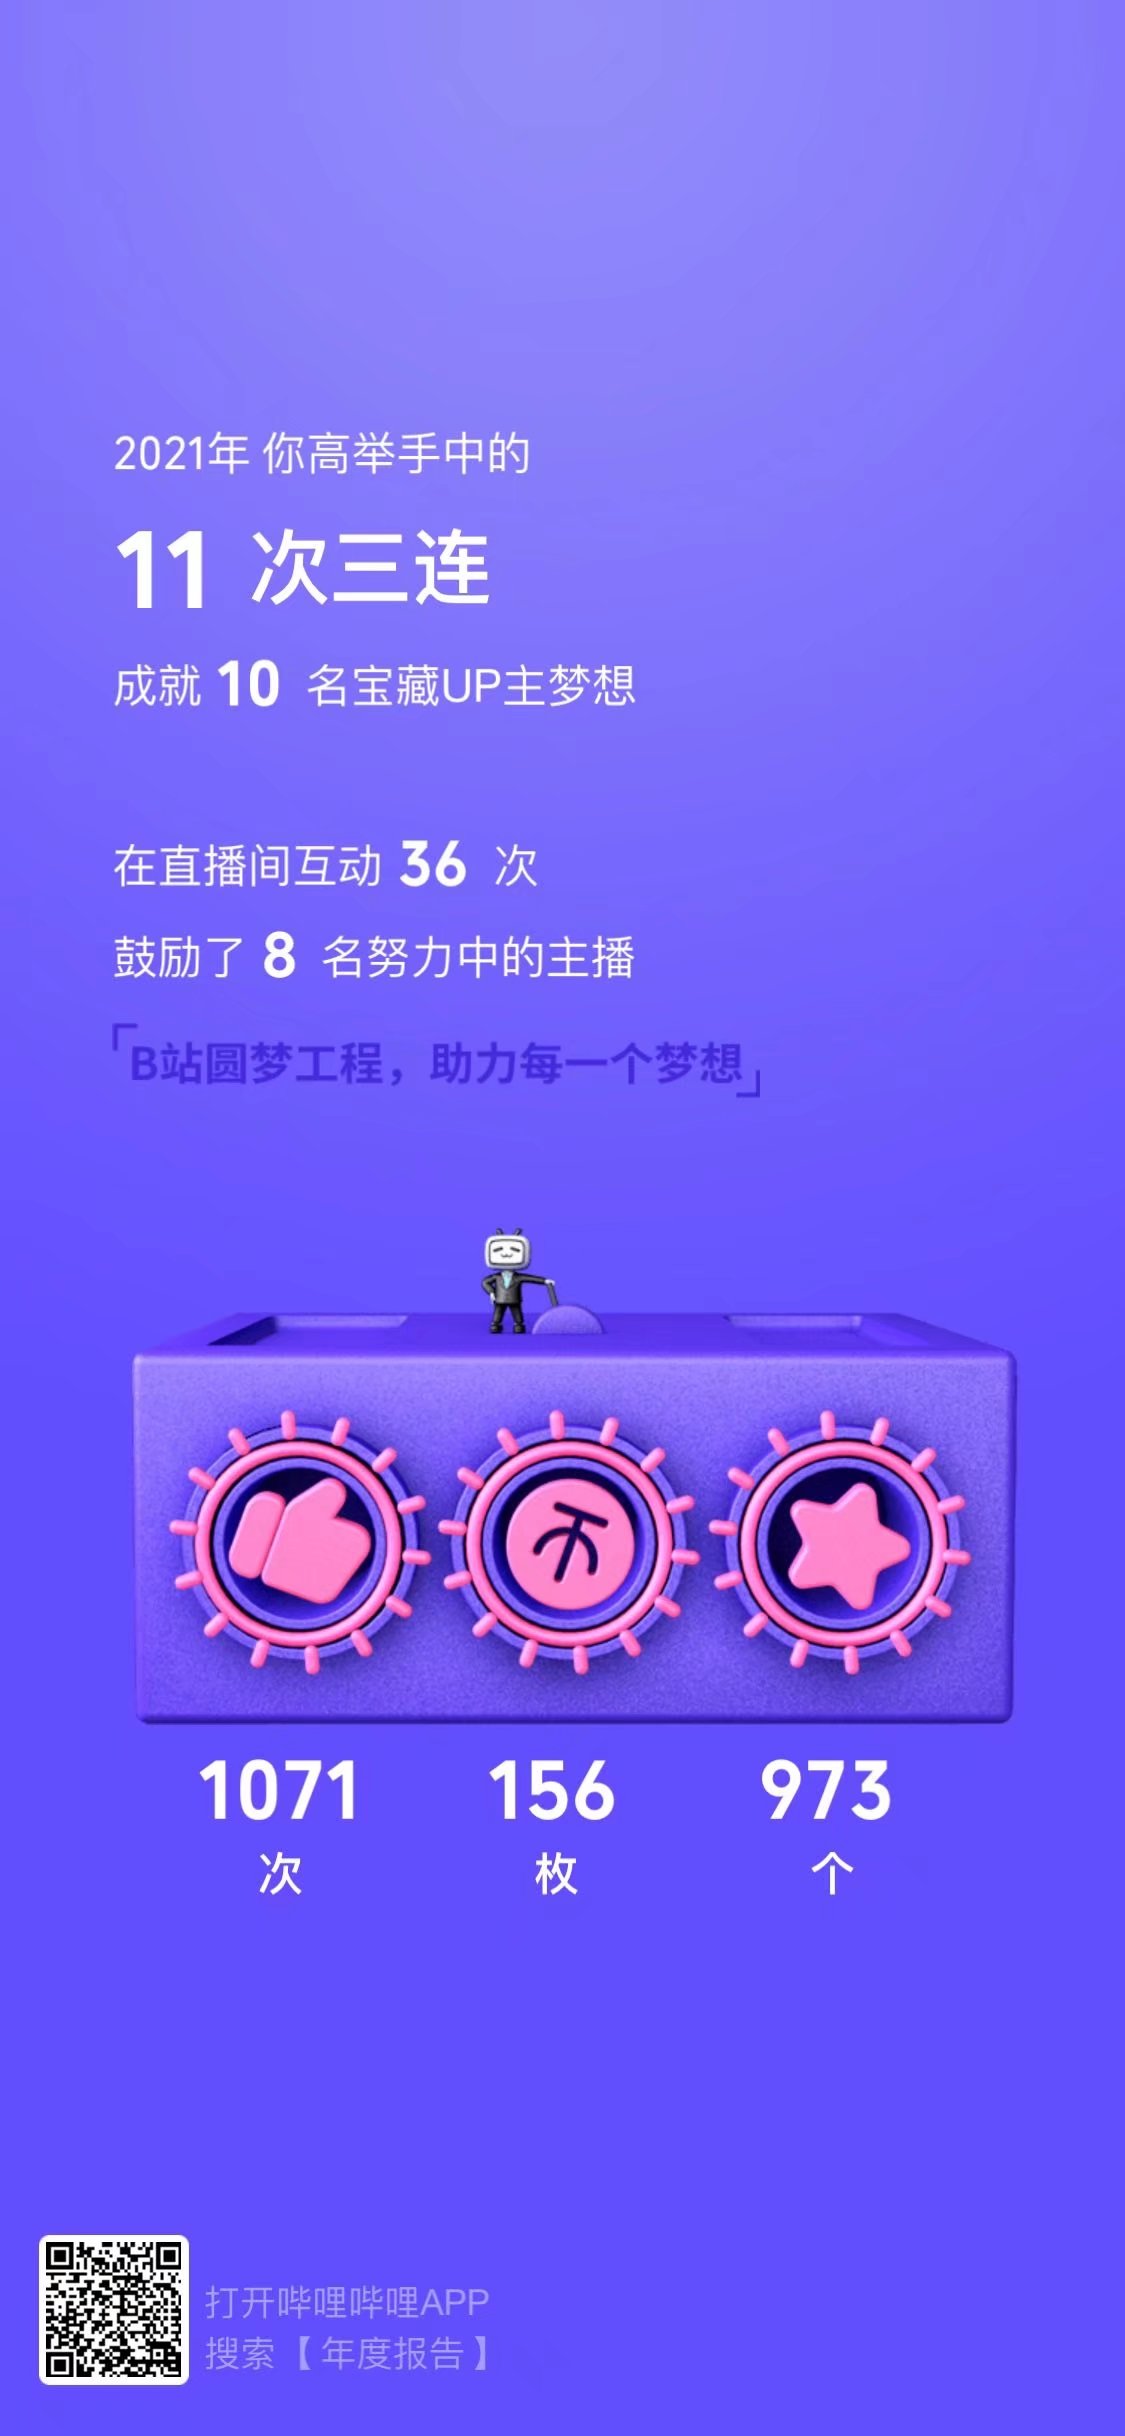 2021年 你高举手中的
11 次三连
成就 10 名宝藏UP主梦想
在直播间互动 36 次
鼓励了 8 名努力中的主播
「B站圆梦工程，助力每一个梦想」
币
1071 156 973
次 枚 个
打开哔哩哔哩APP
搜索【年度报告】